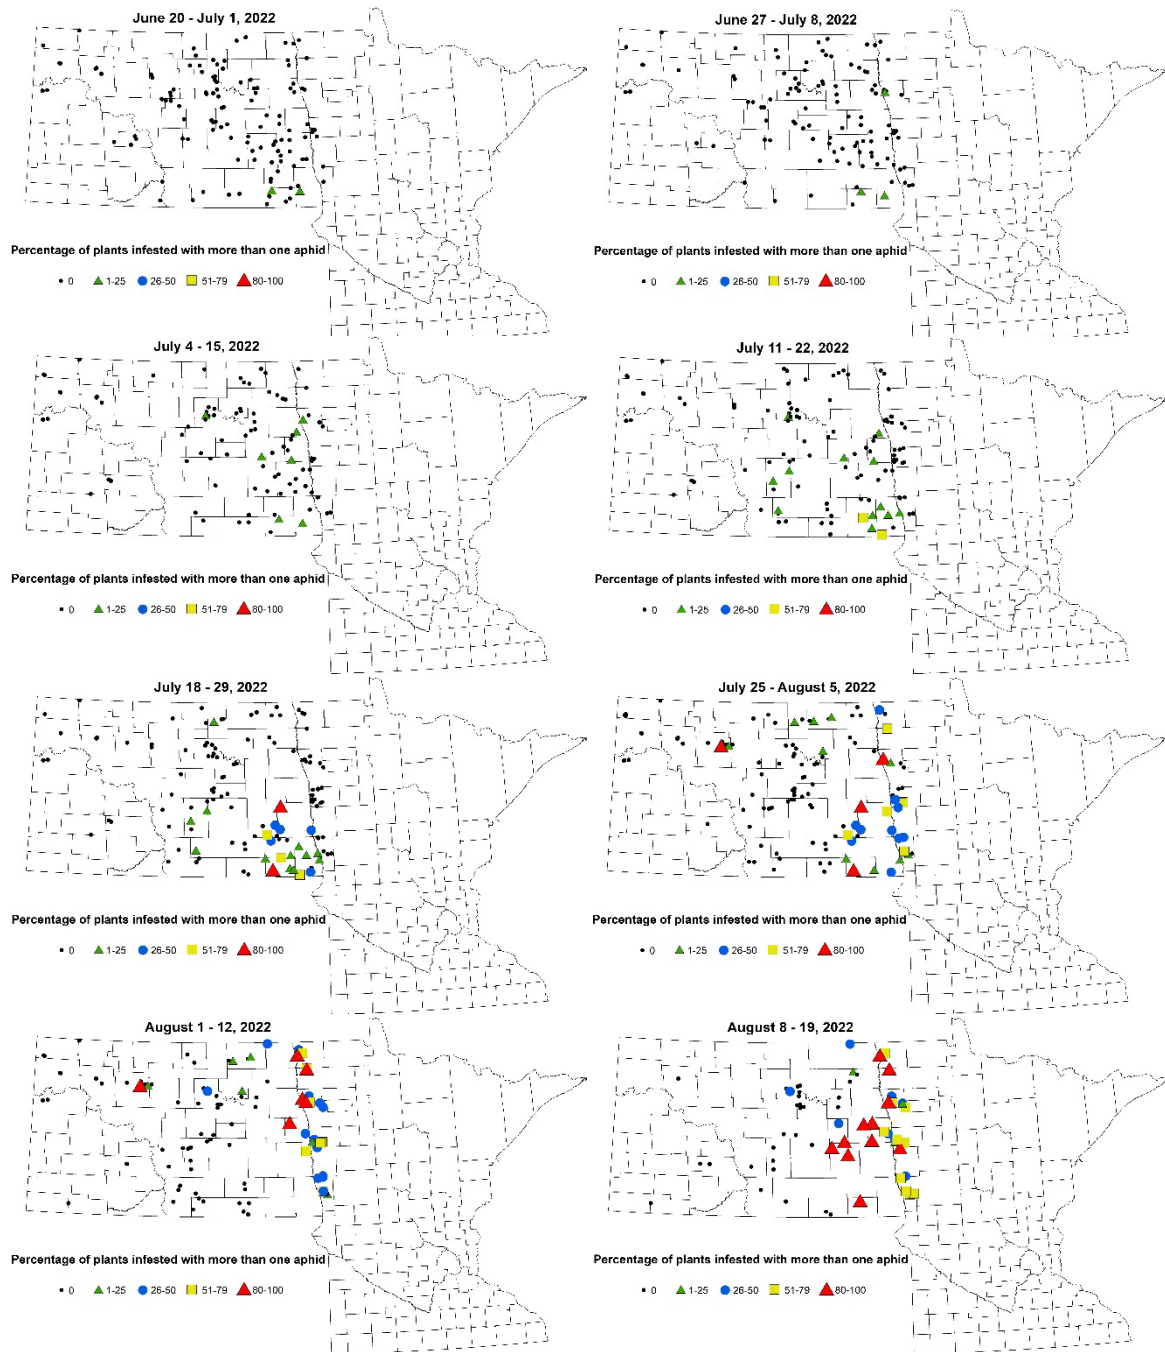 June 20 - July 1, 2022
Percentage of plants infested with more than one aphid
0 1-25 26-50 51-79 80-100
June 27 - July 8, 2022
Percentage of plants infested with more than one aphid
0 1-25 26-50 51-79 80-100
July 4 - 15, 2022
Percentage of plants infested with more than one aphid
0 1-25 26-50 51-79 80-100
July 11 - 22, 2022
Percentage of plants infested with more than one aphid
0 1-25 26-50 51-79 80-100
July 18 - 29, 2022
Percentage of plants infested with more than one aphid
0 1-25 26-50 51-79 80-100
July 25 - August 5, 2022
Percentage of plants infested with more than one aphid
0 1-25 26-50 51-79 80-100
August 1 - 12, 2022
Percentage of plants infested with more than one aphid
0 1-25 26-50 51-79 80-100
August 8 - 19, 2022
Percentage of plants infested with more than one aphid
0 1-25 26-50 51-79 80-100